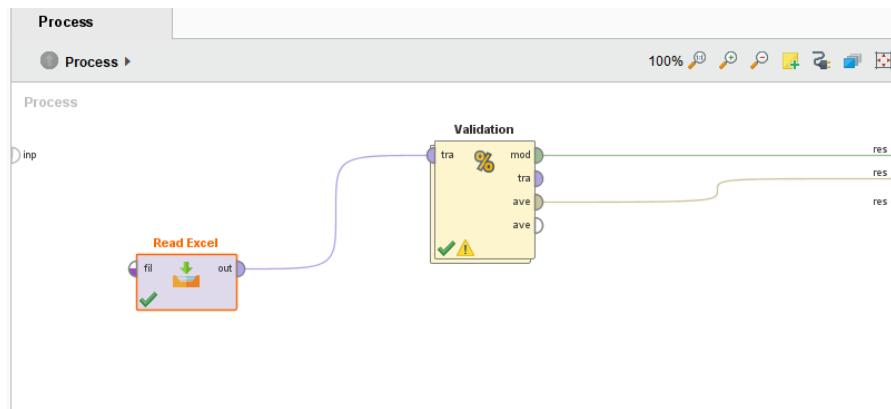 Process
Process
100%
Process
inp
Validation
tra
mod
tra
ave
ave
res
res
res
Read Excel
fil
out